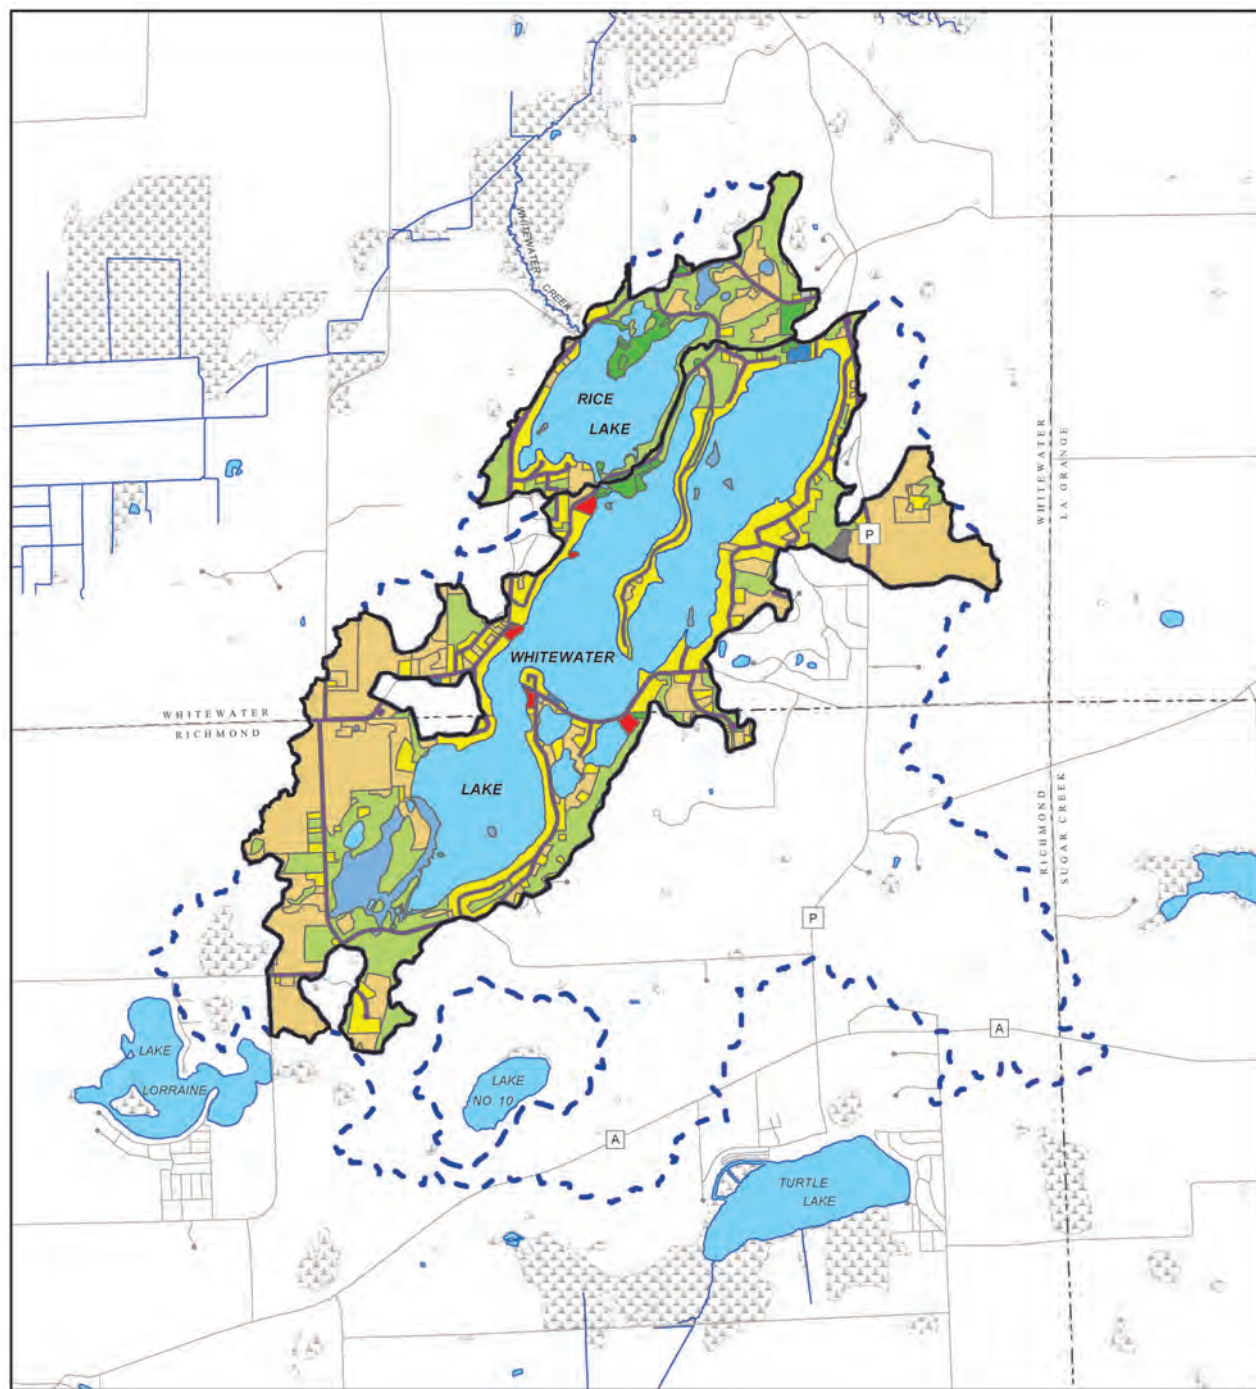 WHITEWATER CREEK
RICE
LAKE
WHITEWATER
LA GRANGE
P
WHITEWATER
WHITEWATER
RICHMOND
LAKE
RICHMOND
SUGAR CREEK
P
A
LAKE
LORRAINE
LAKE
NO. 10
A
TURTLE
LAKE